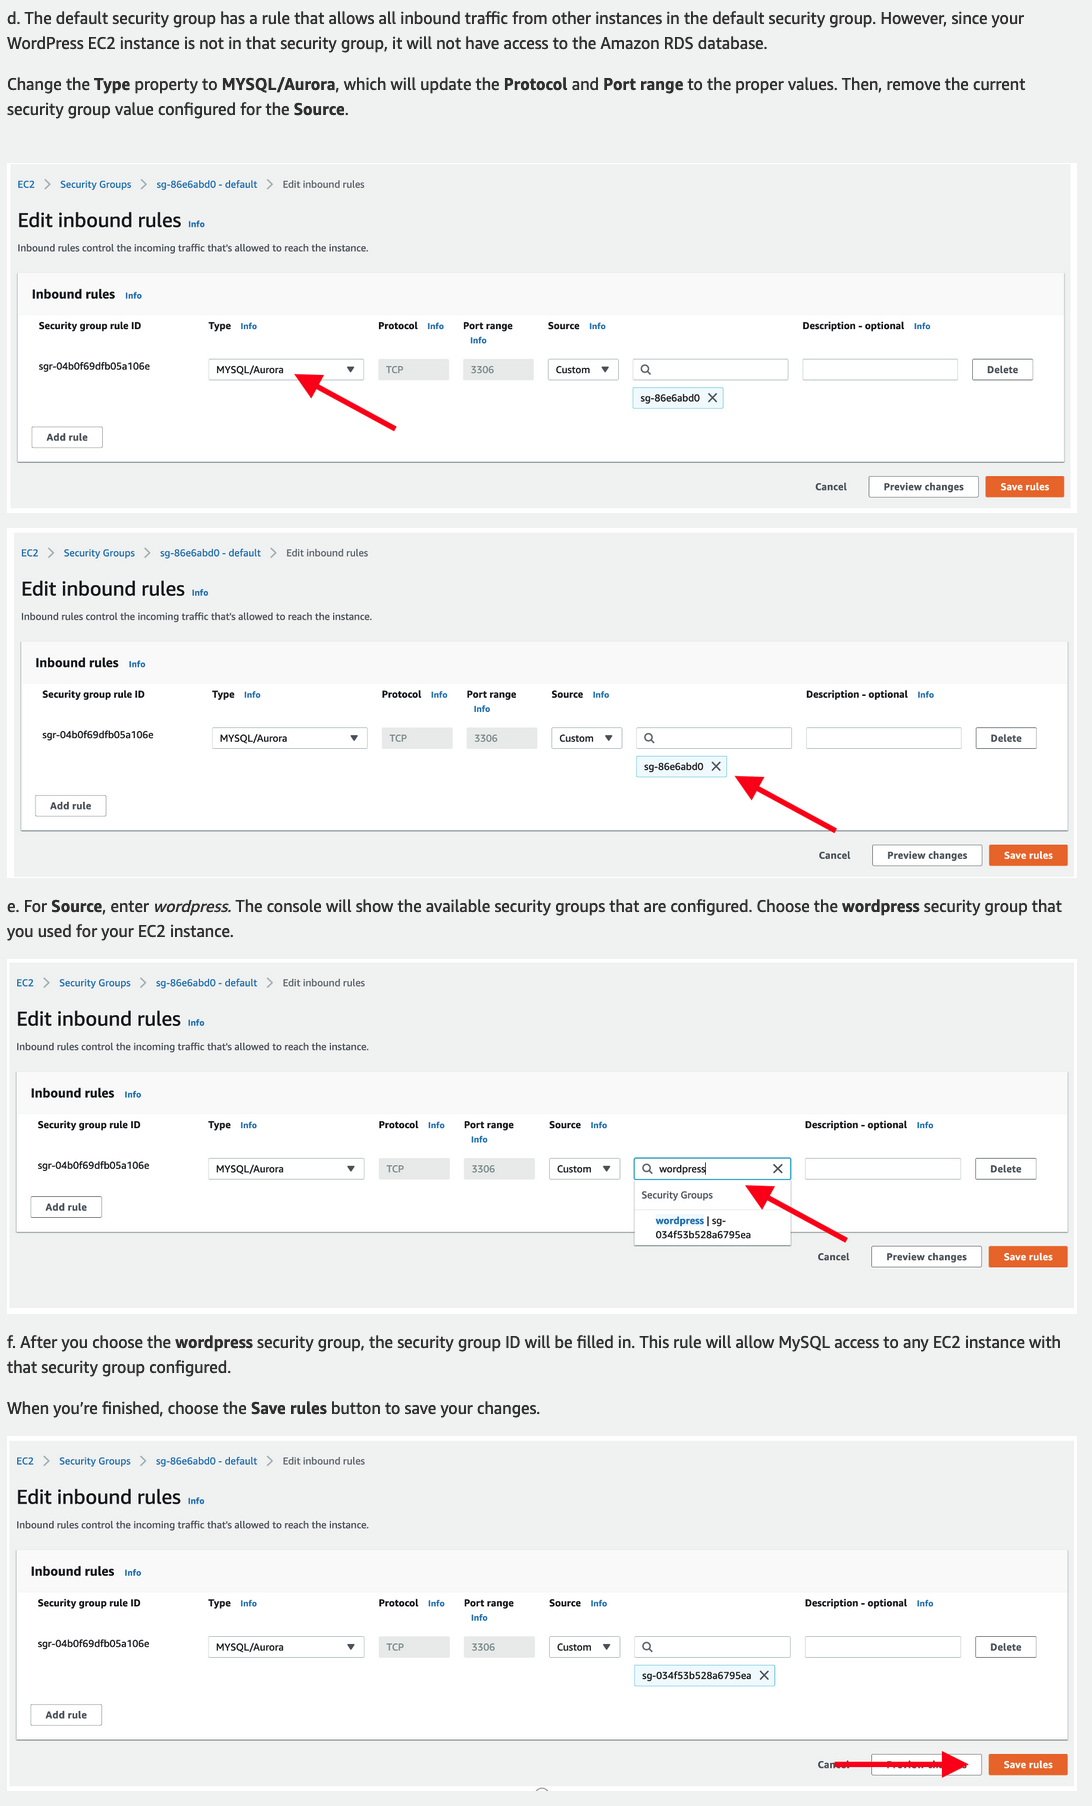 d. The default security group has a rule that allows all inbound traffic from other instances in the default security group. However, since your
WordPress EC2 instance is not in that security group, it will not have access to the Amazon RDS database.
Change the Type property to MYSQL/Aurora, which will update the Protocol and Port range to the proper values. Then, remove the current
security group value configured for the Source.
EC2 > Security Groups > sg-86e6abd0 - default > Edit inbound rules
Edit inbound rules Info
Inbound rules control the incoming traffic that's allowed to reach the instance.
Inbound rules Info
Security group rule ID Type Info Protocol Info Port range Source Info Description - optional Info
Info
sgr-04b0f69dfb05a106e MYSQL/Aurora TCP 3306 Custom Delete
sg-86e6abd0
Add rule
Cancel Preview changes Save rules
EC2 > Security Groups > sg-86e6abd0 - default > Edit inbound rules
Edit inbound rules Info
Inbound rules control the incoming traffic that's allowed to reach the instance.
Inbound rules Info
Security group rule ID Type Info Protocol Info Port range Source Info Description - optional Info
Info
sgr-04b0f69dfb05a106e MYSQL/Aurora TCP 3306 Custom Delete
sg-86e6abd0
Add rule
Cancel Preview changes Save rules
e. For Source, enter wordpress. The console will show the available security groups that are configured. Choose the wordpress security group that
you used for your EC2 instance.
EC2 > Security Groups > sg-86e6abd0 - default > Edit inbound rules
Edit inbound rules Info
Inbound rules control the incoming traffic that's allowed to reach the instance.
Inbound rules Info
Security group rule ID Type Info Protocol Info Port range Source Info Description - optional Info
Info
sgr-04b0f69dfb05a106e MYSQL/Aurora TCP 3306 Custom wordpress Delete
Security Groups
Add rule
wordpress | sg-
034f53b528a6795ea
Cancel Preview changes Save rules
f. After you choose the wordpress security group, the security group ID will be filled in. This rule will allow MySQL access to any EC2 instance with
that security group configured.
When you're finished, choose the Save rules button to save your changes.
EC2 > Security Groups > sg-86e6abd0 - default > Edit inbound rules
Edit inbound rules Info
Inbound rules control the incoming traffic that's allowed to reach the instance.
Inbound rules Info
Security group rule ID Type Info Protocol Info Port range Source Info Description - optional Info
Info
sgr-04b0f69dfb05a106e MYSQL/Aurora TCP 3306 Custom Delete
sg-034f53b528a6795ea
Add rule
Cancel Preview changes Save rules